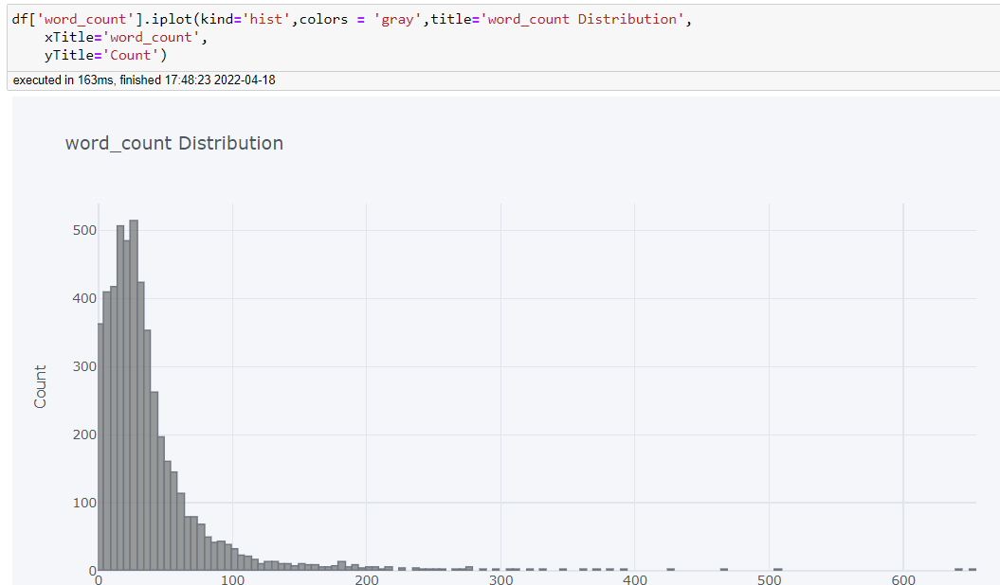 df['word_count'].iplot(kind='hist',colors = 'gray',title='word_count Distribution',
xTitle='word_count',
yTitle='Count')
executed in 163ms, finished 17:48:23 2022-04-18
word_count Distribution
500
400
300
200
100
0
Count
0 100 200 300 400 500 600